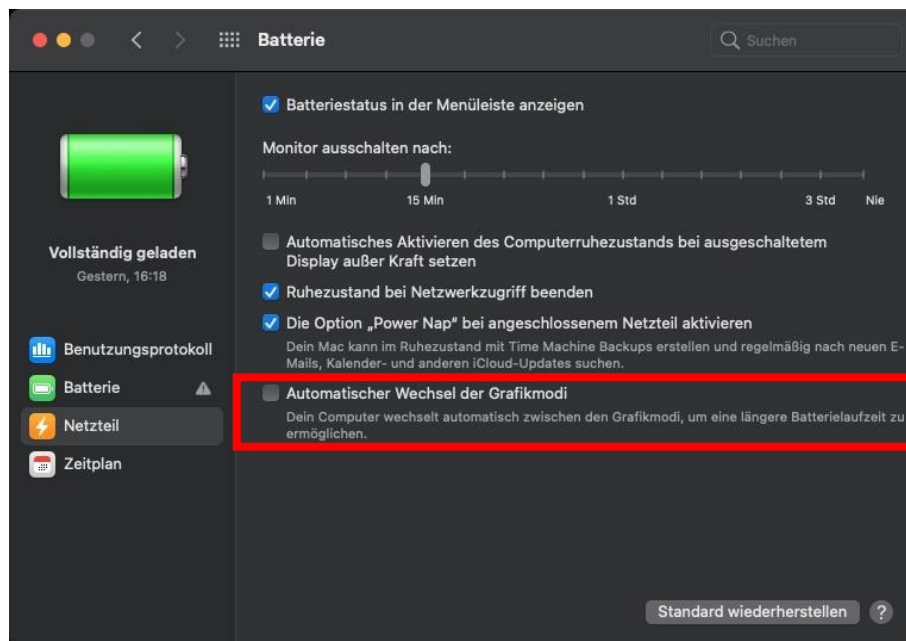 Batterie
Suchen
Batteriestatus in der Menüleiste anzeigen
Monitor ausschalten nach:
1 Min 15 Min 1 Std 3 Std Nie
Vollständig geladen
Gestern, 16:18
Automatisches Aktivieren des Computerruhezustands bei ausgeschaltetem
Display außer Kraft setzen
Ruhezustand bei Netzwerkzugriff beenden
Die Option „Power Nap“ bei angeschlossenem Netzteil aktivieren
Dein Mac kann im Ruhezustand mit Time Machine Backups erstellen und regelmäßig nach neuen E-
Mails, Kalender- und anderen iCloud-Updates suchen.
Automatischer Wechsel der Grafikmodi
Dein Computer wechselt automatisch zwischen den Grafikmodi, um eine längere Batterielaufzeit zu
ermöglichen.
Benutzungsprotokoll
Batterie
Netzteil
Zeitplan
Standard wiederherstellen ?